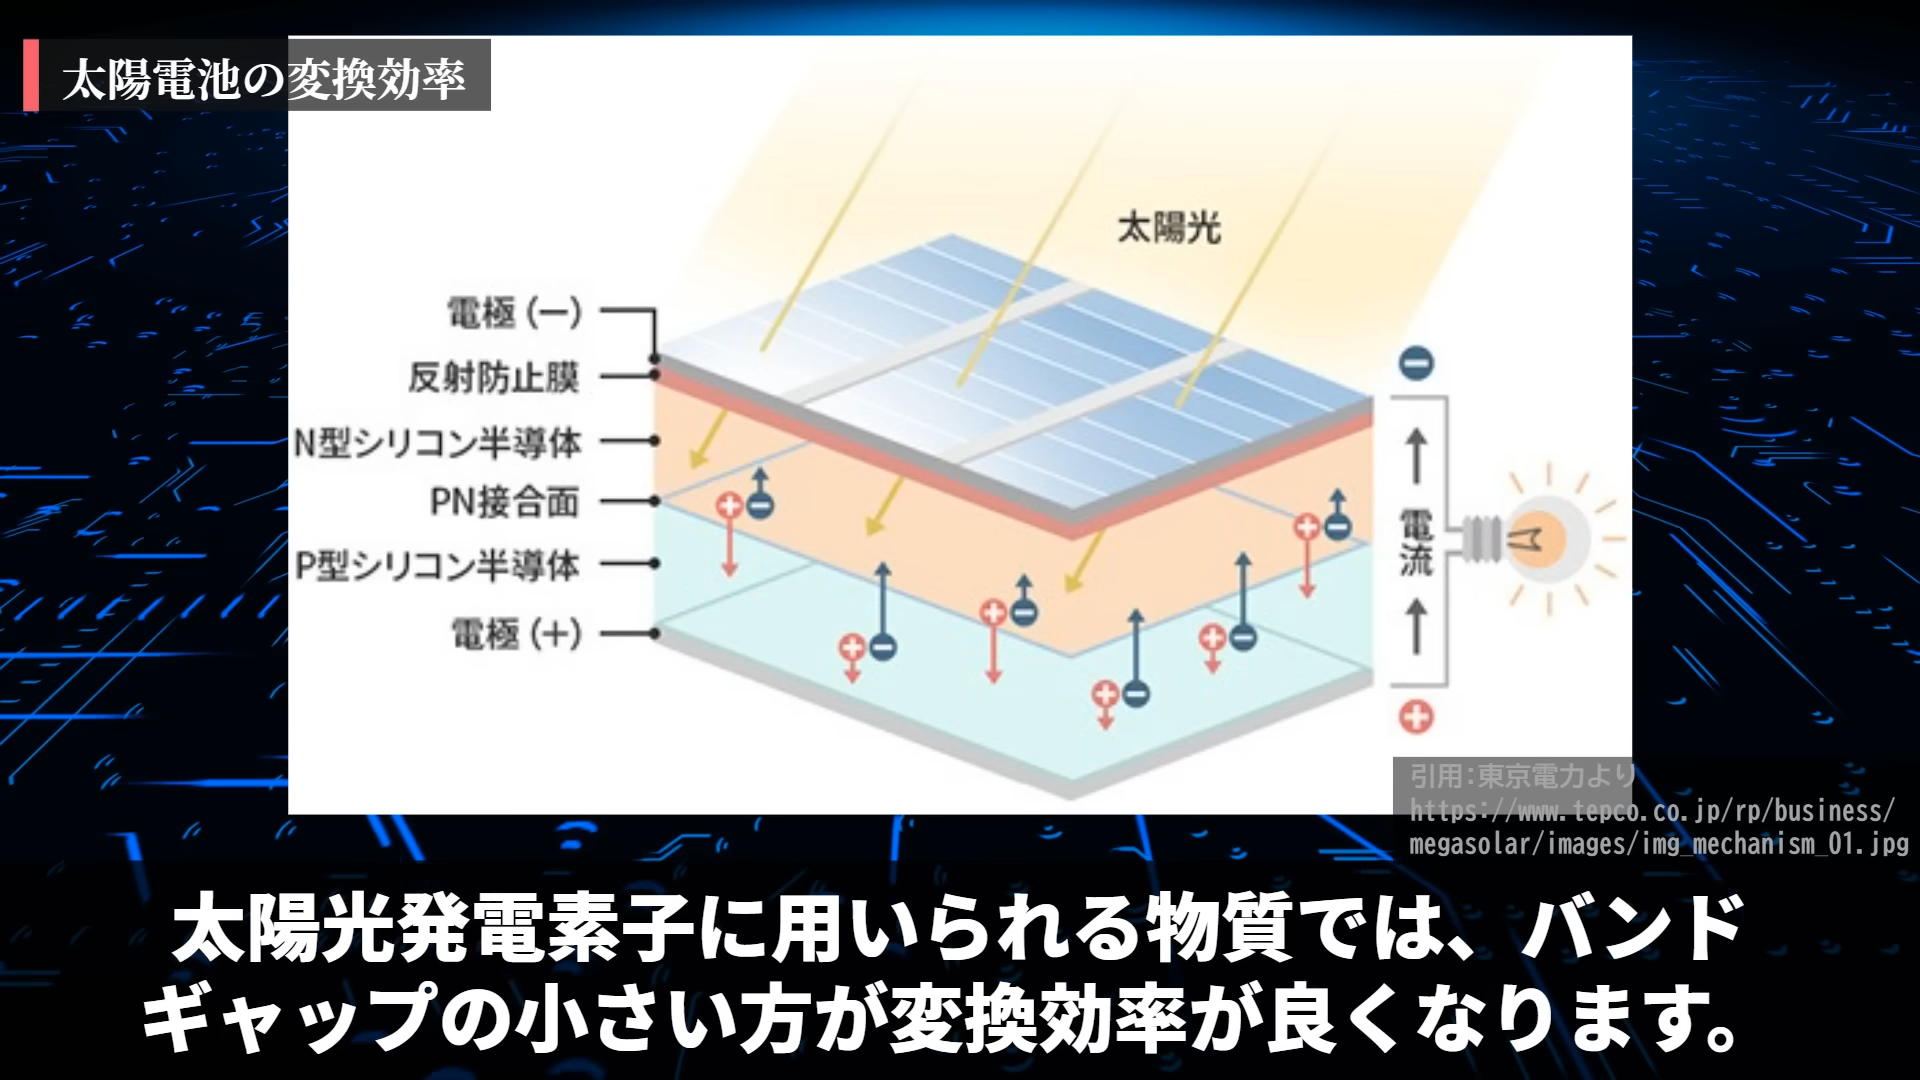 太陽電池の変換効率
太陽光
電極(ー)
反射防止膜
N型シリコン半導体
PN接合面
P型シリコン半導体
電極(+)
電流
引用:東京電力より
https://www.tepco.co.jp/rp/business/
megasolar/images/img_mechanism_01.jpg
太陽光発電素子に用いられる物質では、バンド
ギャップの小さい方が変換効率が良くなります。